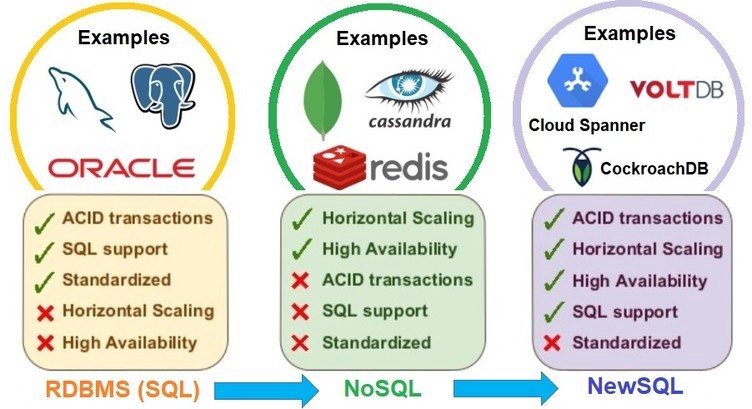 Examples
ORACLE
ACID transactions
SQL support
Standardized
Horizontal Scaling
High Availability
RDBMS (SQL)
Examples
cassandra
redis
Horizontal Scaling
High Availability
ACID transactions
SQL support
Standardized
NoSQL
Examples
VOLTDB
Cloud Spanner
CockroachDB
ACID transactions
Horizontal Scaling
High Availability
SQL support
Standardized
NewSQL